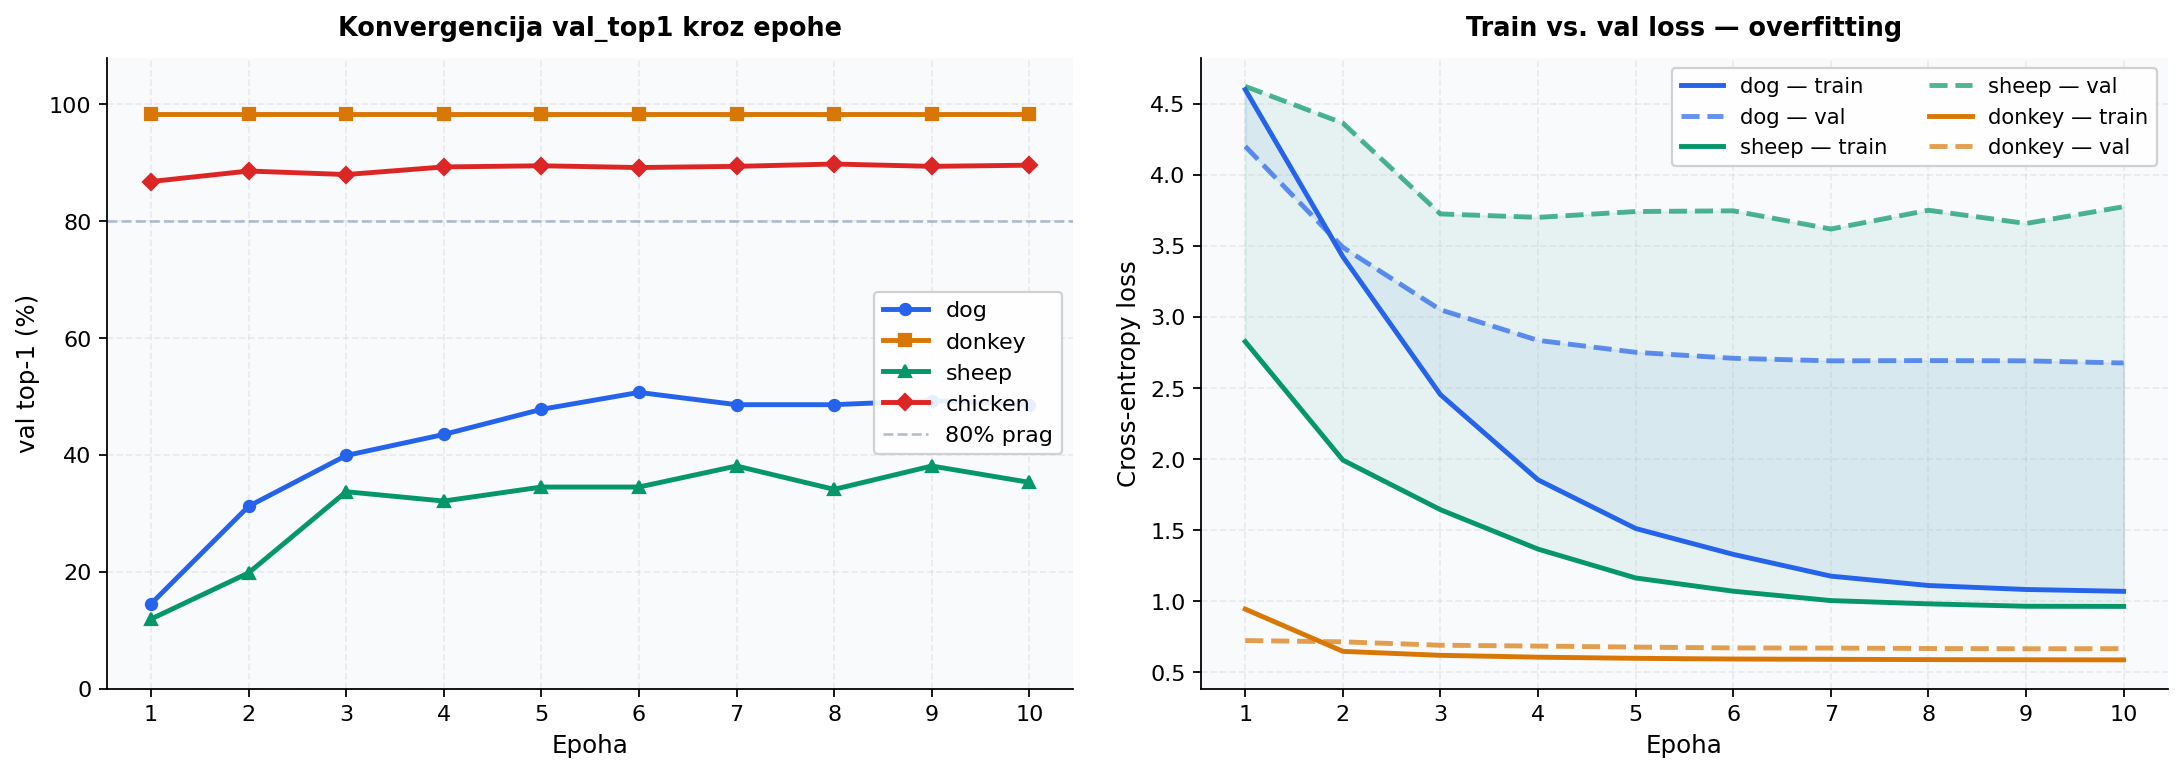 Konvergencija val_top1 kroz epohe
val top-1 (%)
100
80
60
40
20
0
1 2 3 4 5 6 7 8 9 10
Epoha
dog
donkey
sheep
chicken
80% prag
Train vs. val loss — overfitting
Cross-entropy loss
4.5
4.0
3.5
3.0
2.5
2.0
1.5
1.0
0.5
1 2 3 4 5 6 7 8 9 10
Epoha
dog — train
dog — val
sheep — train
sheep — val
donkey — train
donkey — val